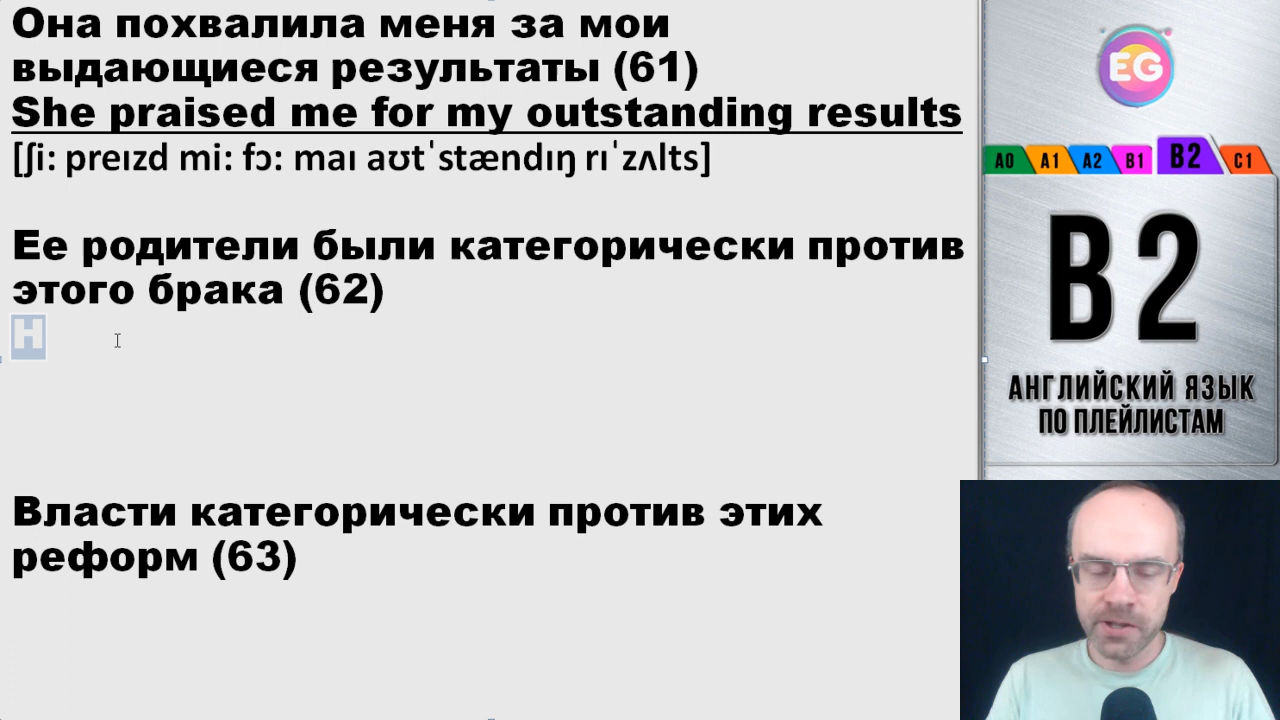 Она похвалила меня за мои
выдающиеся результаты (61)
She praised me for my outstanding results
[ʃi: preɪzd mi: fɔ: maɪ aʊtˈstændɪŋ rɪˈzʌlts]
Ее родители были категорически против
этого брака (62)
H
Власти категорически против этих
реформ (63)
EG
A0 A1 A2 B1 B2 C1
B2
АНГЛИЙСКИЙ ЯЗЫК
ПО ПЛЕЙЛИСТАМ